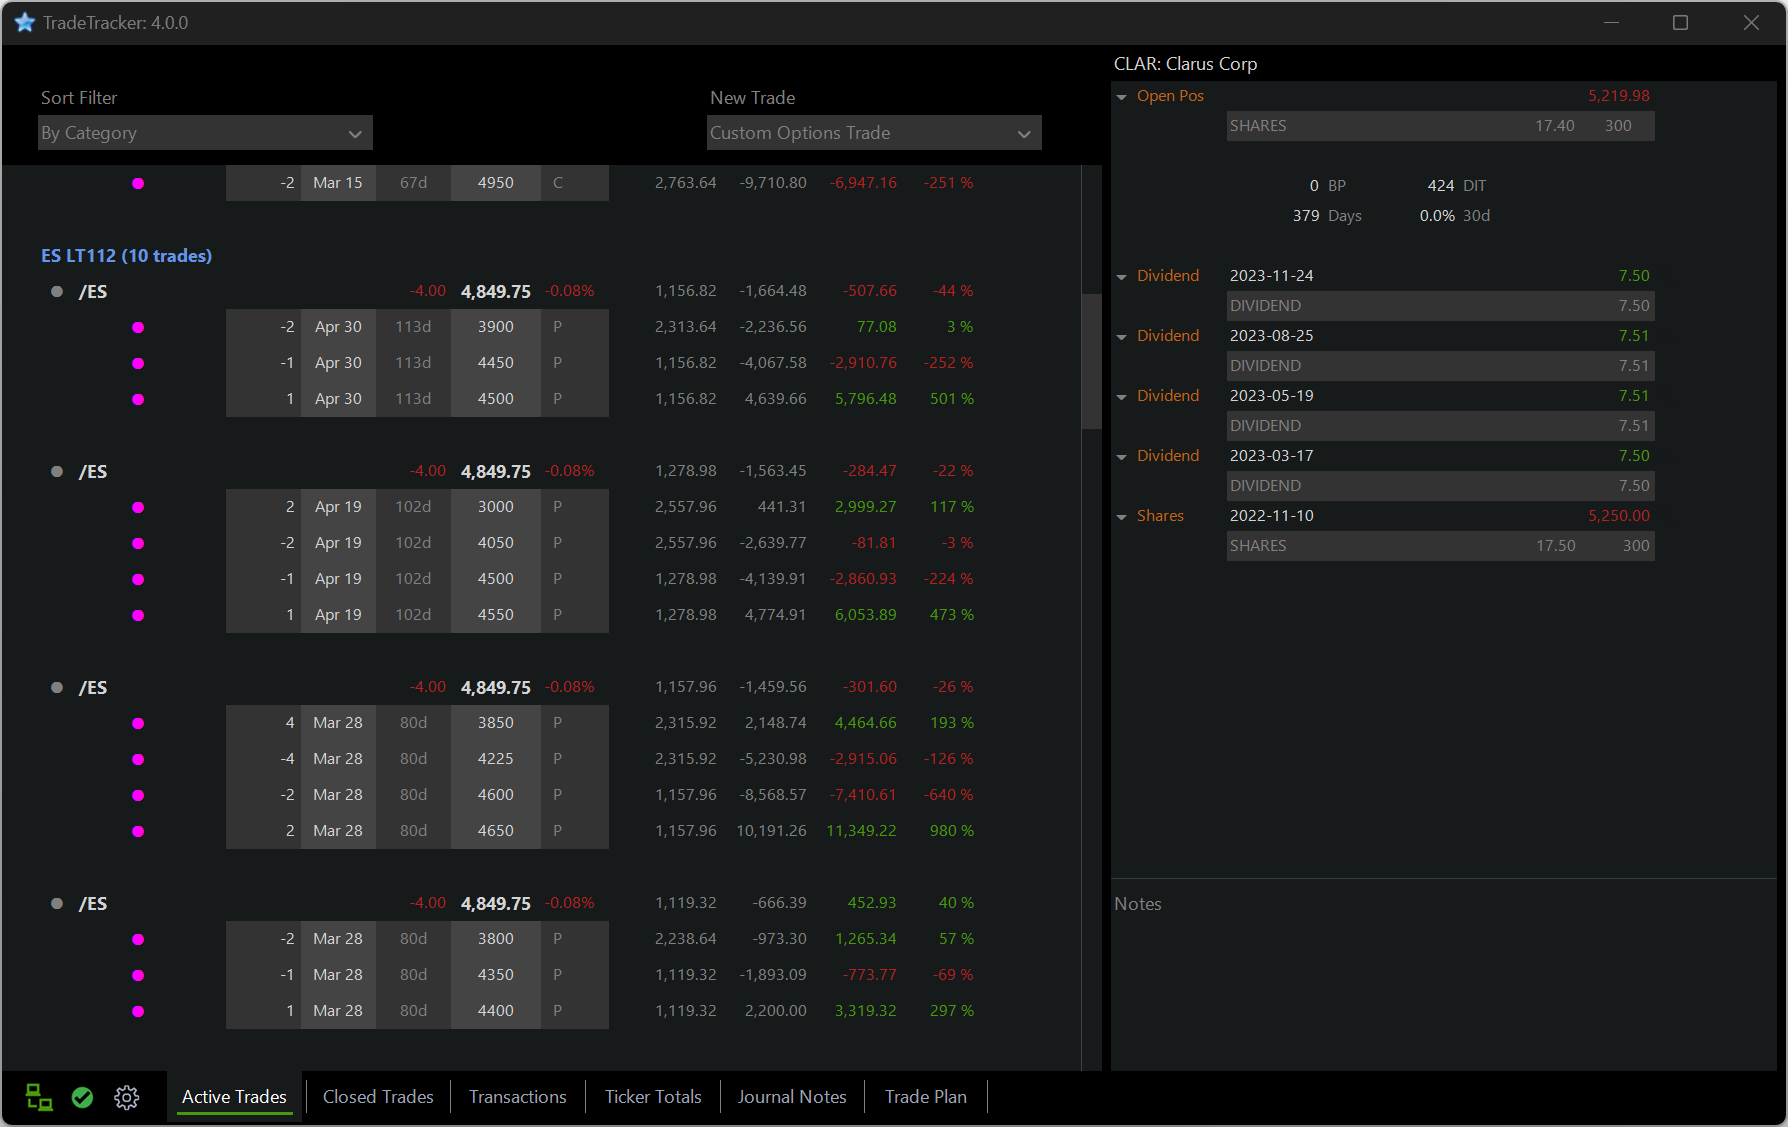 TradeTracker: 4.0.0
Sort Filter
By Category
New Trade
Custom Options Trade
-2 Mar 15 67d 4950 C 2,763.64 -9,710.80 -6,947.16 -251 %
ES LT112 (10 trades)
/ES -4.00 4,849.75 -0.08% 1,156.82 -1,664.48 -507.66 -44 %
-2 Apr 30 113d 3900 P 2,313.64 -2,236.56 77.08 3 %
-1 Apr 30 113d 4450 P 1,156.82 -4,067.58 -2,910.76 -252 %
1 Apr 30 113d 4500 P 1,156.82 4,639.66 5,796.48 501 %
/ES -4.00 4,849.75 -0.08% 1,278.98 -1,563.45 -284.47 -22 %
2 Apr 19 102d 3000 P 2,557.96 441.31 2,999.27 117 %
-2 Apr 19 102d 4050 P 2,557.96 -2,639.77 -81.81 -3 %
-1 Apr 19 102d 4500 P 1,278.98 -4,139.91 -2,860.93 -224 %
1 Apr 19 102d 4550 P 1,278.98 4,774.91 6,053.89 473 %
/ES -4.00 4,849.75 -0.08% 1,157.96 -1,459.56 -301.60 -26 %
4 Mar 28 80d 3850 P 2,315.92 2,148.74 4,464.66 193 %
-4 Mar 28 80d 4225 P 2,315.92 -5,230.98 -2,915.06 -126 %
-2 Mar 28 80d 4600 P 1,157.96 -8,568.57 -7,410.61 -640 %
2 Mar 28 80d 4650 P 1,157.96 10,191.26 11,349.22 980 %
/ES -4.00 4,849.75 -0.08% 1,119.32 -666.39 452.93 40 %
-2 Mar 28 80d 3800 P 2,238.64 -973.30 1,265.34 57 %
-1 Mar 28 80d 4350 P 1,119.32 -1,893.09 -773.77 -69 %
1 Mar 28 80d 4400 P 1,119.32 2,200.00 3,319.32 297 %
CLAR: Clarus Corp
Open Pos 5,219.98
SHARES 17.40 300
0 BP 424 DIT
379 Days 0.0% 30d
Dividend 2023-11-24 7.50
DIVIDEND 7.50
Dividend 2023-08-25 7.51
DIVIDEND 7.51
Dividend 2023-05-19 7.51
DIVIDEND 7.51
Dividend 2023-03-17 7.50
DIVIDEND 7.50
Shares 2022-11-10 5,250.00
SHARES 17.50 300
Notes
Active Trades Closed Trades Transactions Ticker Totals Journal Notes Trade Plan